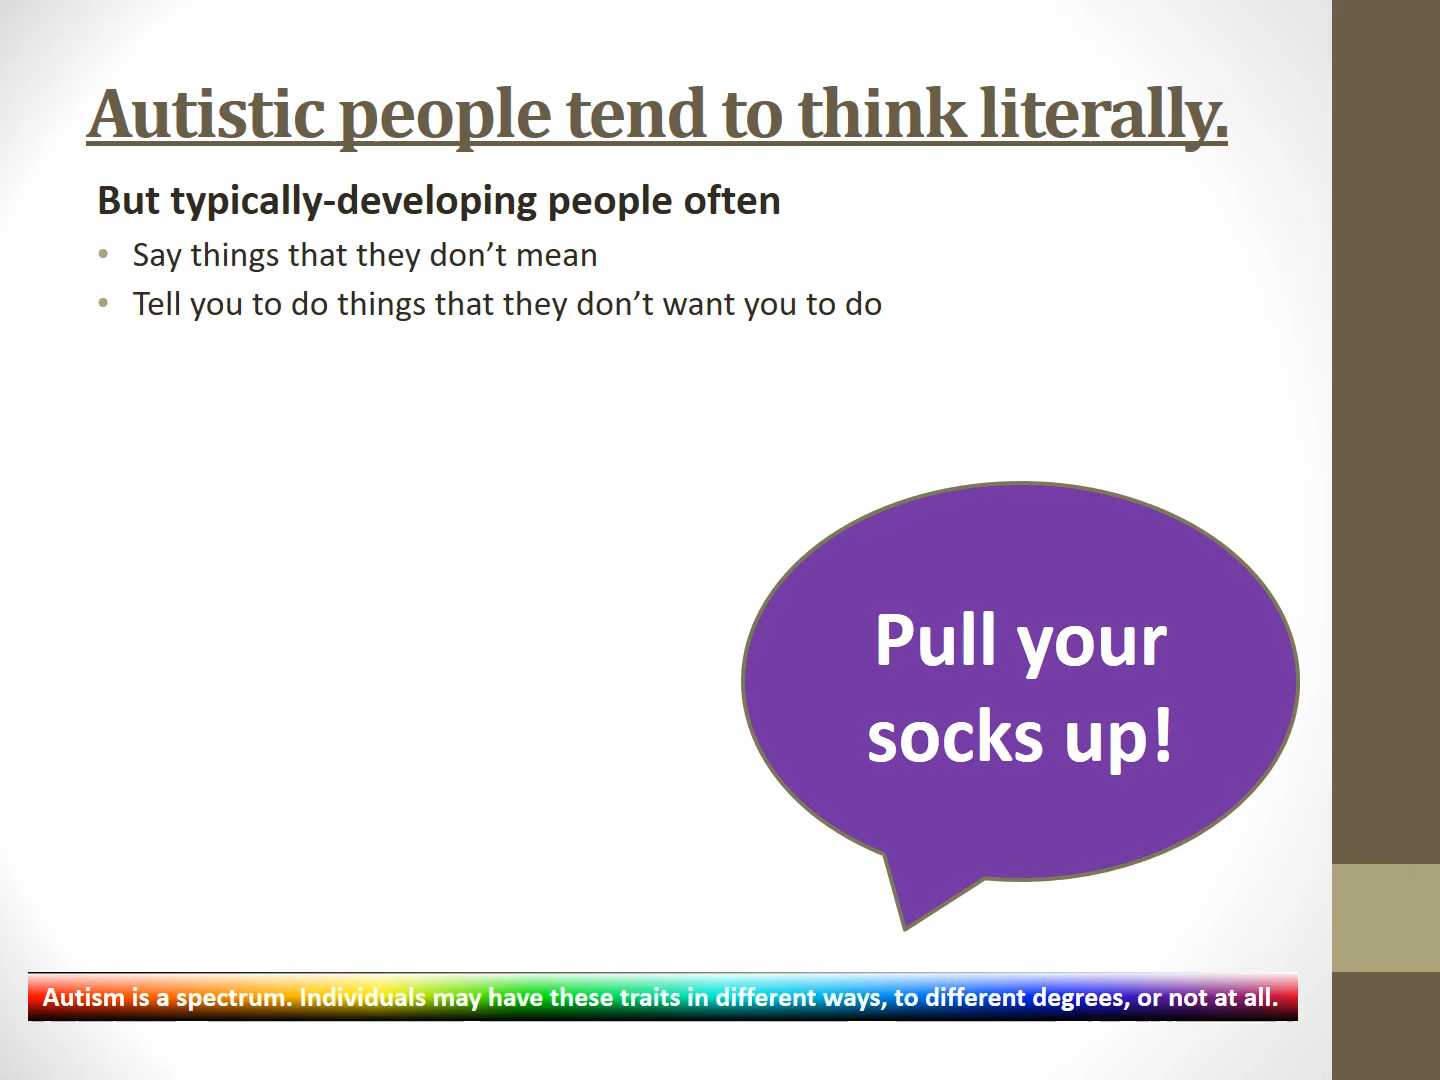 Autistic people tend to think literally.
But typically-developing people often
• Say things that they don’t mean
• Tell you to do things that they don’t want you to do
Pull your
socks up!
Autism is a spectrum. Individuals may have these traits in different ways, to different degrees, or not at all.